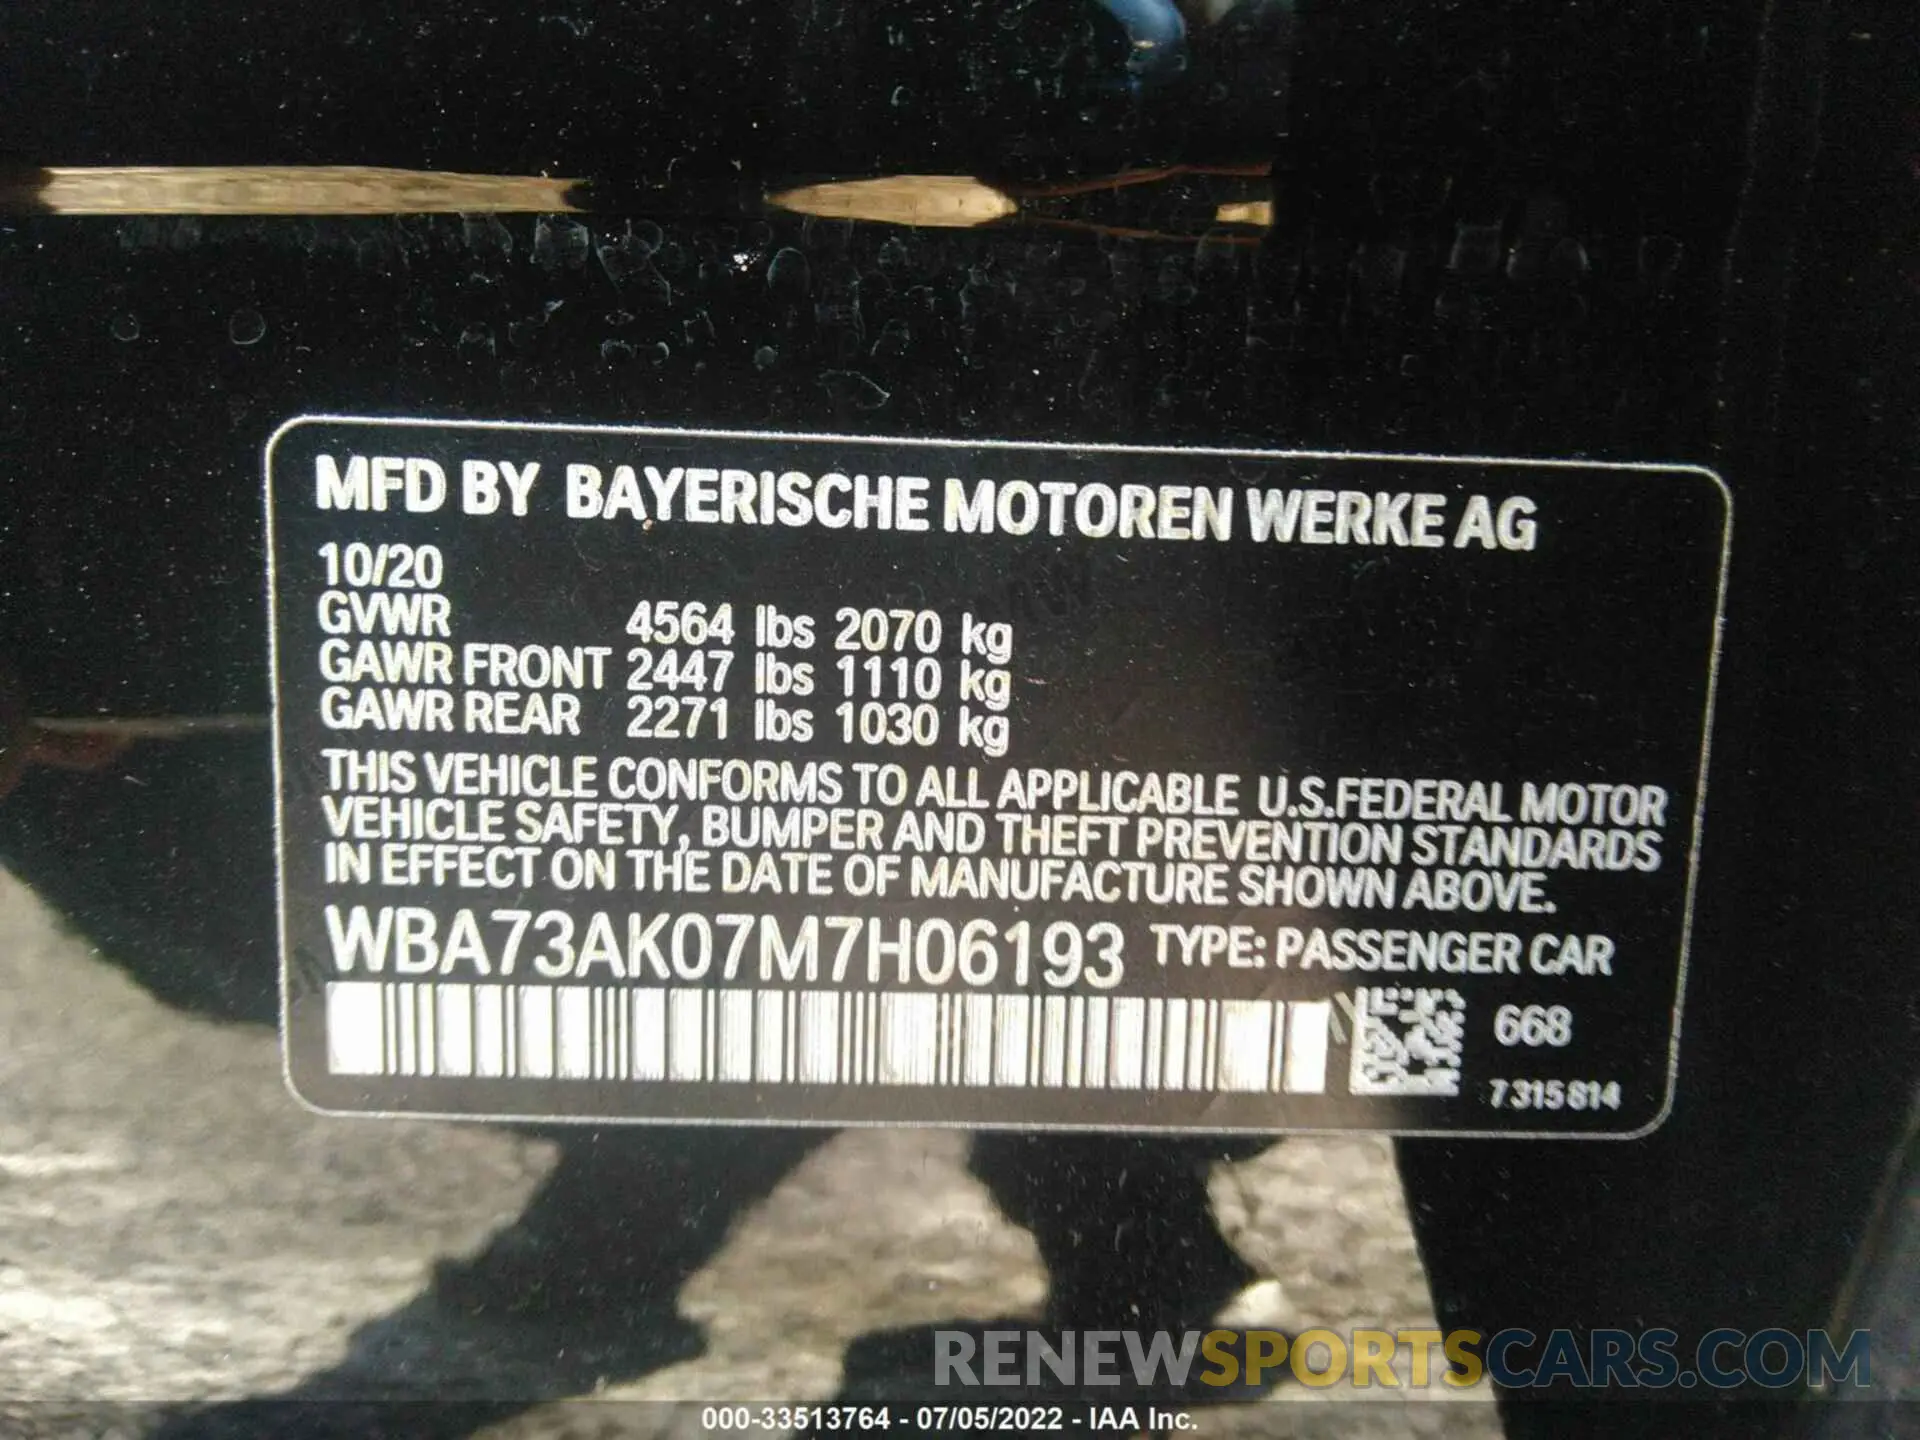 MFD BY BAYERISCHE MOTOREN WERKE AG
10/20
GVWR 4564 lbs 2070 kg
GAWR FRONT 2447 lbs 1110 kg
GAWR REAR 2271 lbs 1030 kg
THIS VEHICLE CONFORMS TO ALL APPLICABLE U.S.FEDERAL MOTOR
VEHICLE SAFETY, BUMPER AND THEFT PREVENTION STANDARDS
IN EFFECT ON THE DATE OF MANUFACTURE SHOWN ABOVE.
WBA73AK07M7H06193 TYPE: PASSENGER CAR
668
7315814
RENEWSPORTSCARS.COM
000-33513764 - 07/05/2022 - IAA Inc.